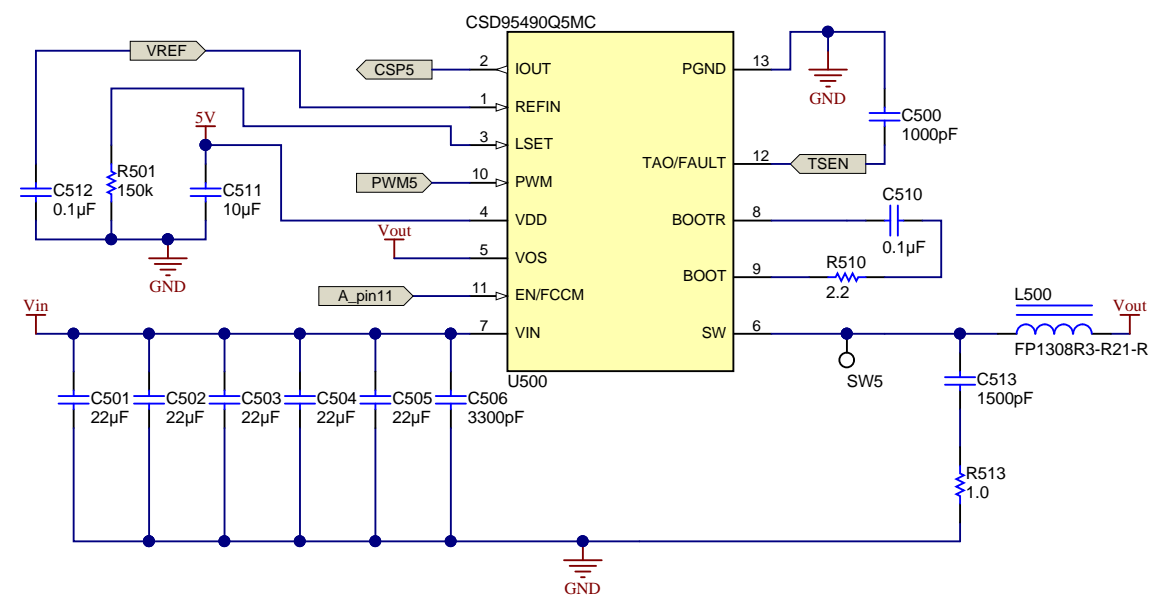 CSD95490Q5MC
VREF
CSP5
2
IOUT
PGND
13
GND
1
REFIN
C500
1000pF
5V
3
LSET
TAO/FAULT
12
TSEN
R501
150k
C512
0.1µF
C511
10µF
PWM5
10
PWM
C510
0.1µF
4
VDD
BOOTR
8
Vout
5
VOS
GND
R510
2.2
BOOT
9
A_pin11
11
EN/FCCM
Vin
7
VIN
SW
6
L500
Vout
FP1308R3-R21-R
SW5
U500
C513
1500pF
C501
22µF
C502
22µF
C503
22µF
C504
22µF
C505
22µF
C506
3300pF
R513
1.0
GND